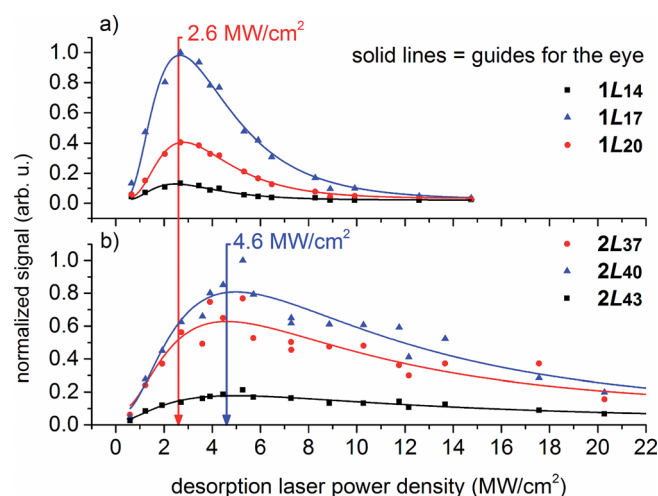 a)
2.6 MW/cm²
solid lines = guides for the eye
1L14
1L17
1L20
1.0
0.8
0.6
0.4
0.2
0.0
normalized signal (arb. u.)
b)
4.6 MW/cm²
2L37
2L40
2L43
1.0
0.8
0.6
0.4
0.2
0.0
0 2 4 6 8 10 12 14 16 18 20 22
desorption laser power density (MW/cm²)